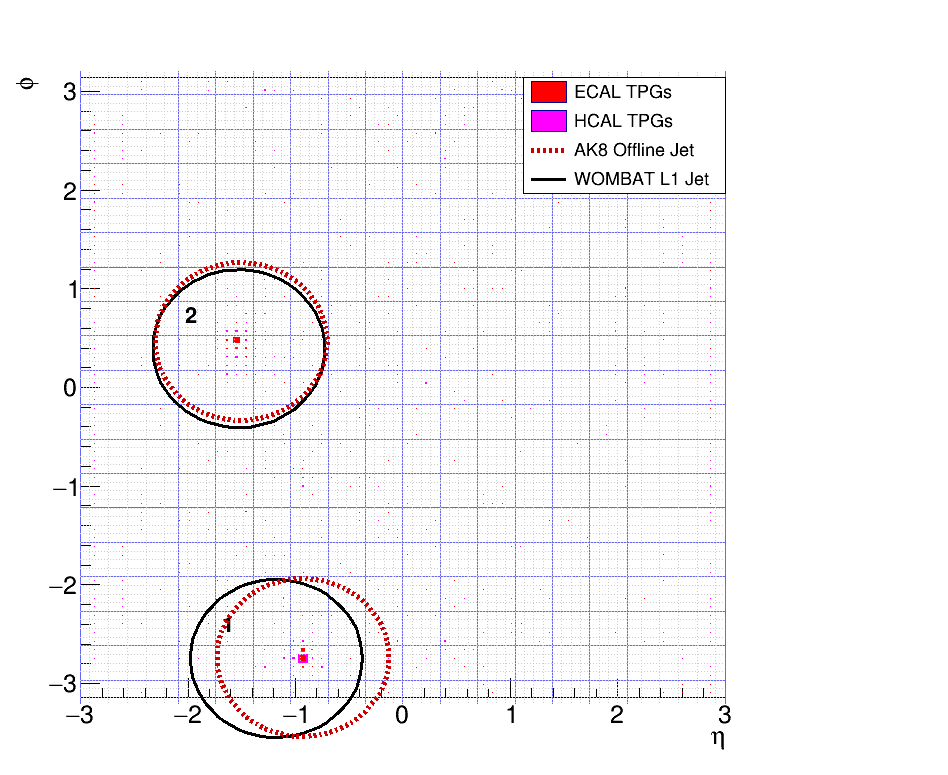 φ
3
ECAL TPGs
HCAL TPGs
AK8 Offline Jet
WOMBAT L1 Jet
2
1
2
0
−1
−2
1
−3
−3 −2 −1 0 1 2 3
η